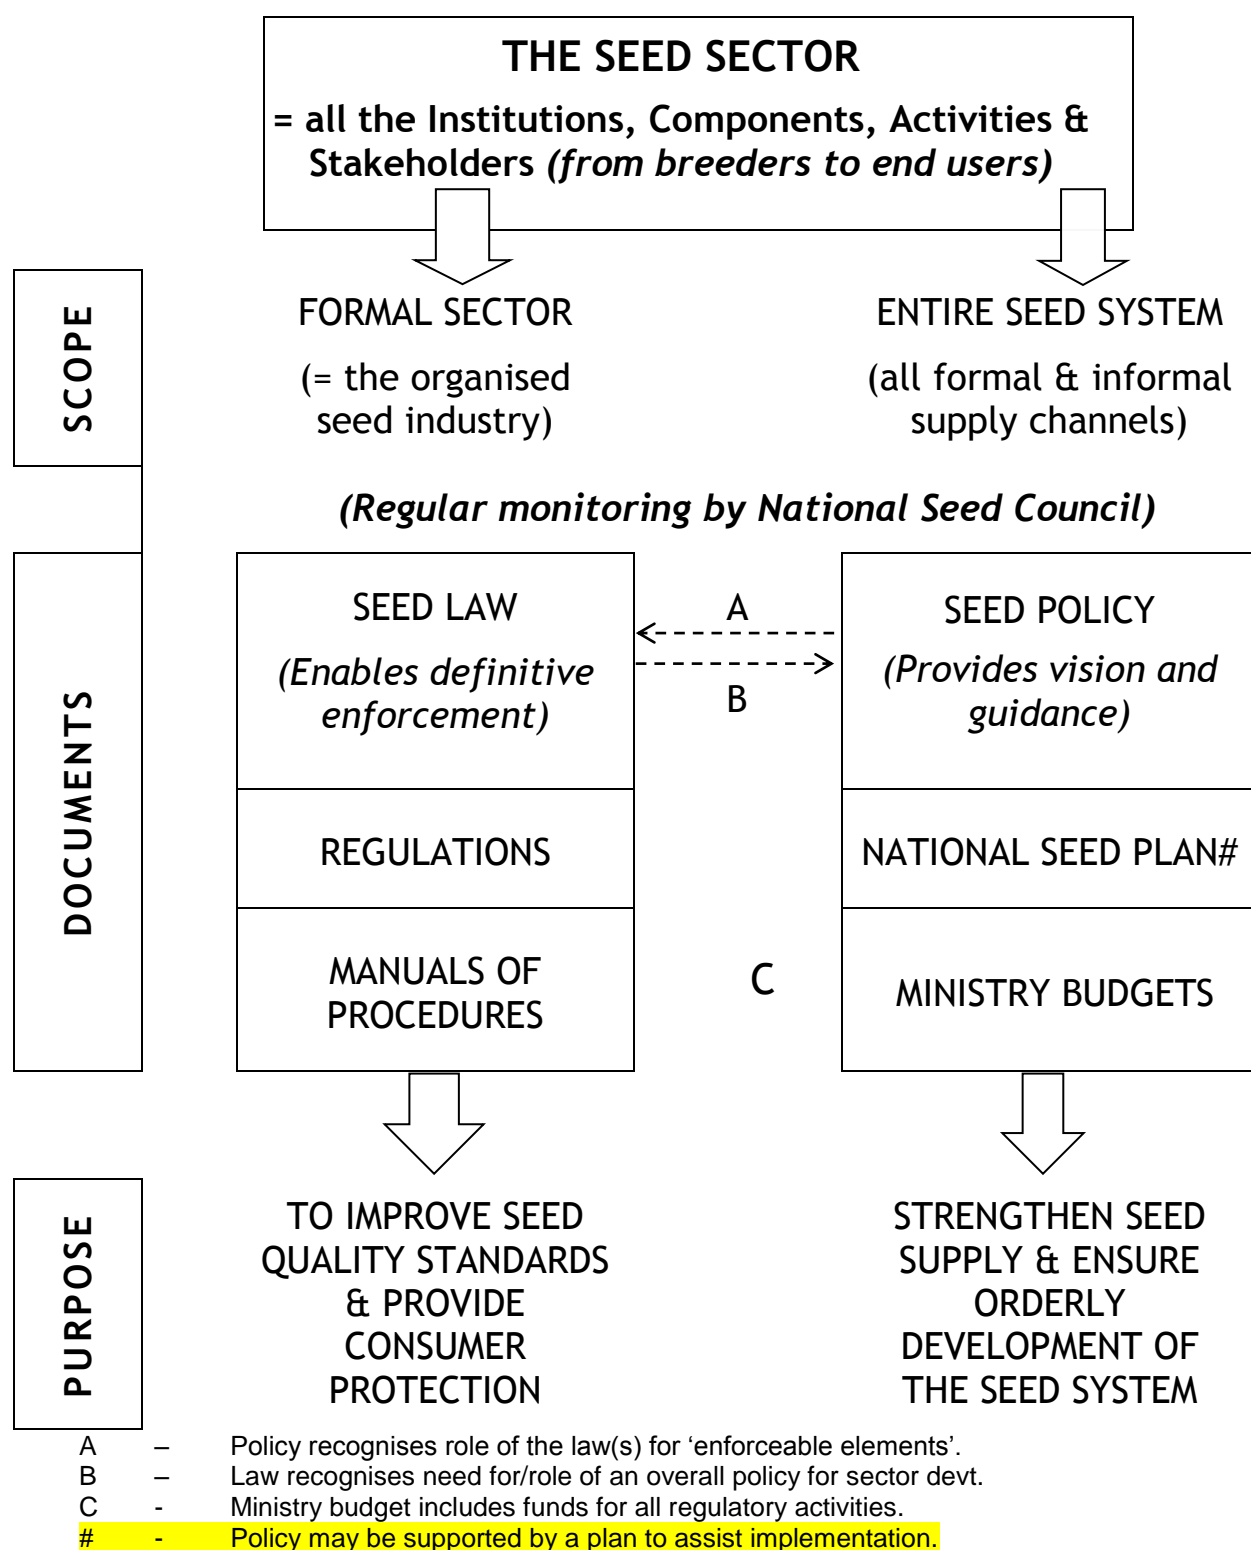 THE SEED SECTOR
= all the Institutions, Components, Activities &
Stakeholders (from breeders to end users)
SCOPE
FORMAL SECTOR
(= the organised
seed industry)
ENTIRE SEED SYSTEM
(all formal & informal
supply channels)
(Regular monitoring by National Seed Council)
DOCUMENTS
SEED LAW
(Enables definitive
enforcement)
A
B
SEED POLICY
(Provides vision and
guidance)
REGULATIONS
NATIONAL SEED PLAN#
MANUALS OF
PROCEDURES
C
MINISTRY BUDGETS
PURPOSE
TO IMPROVE SEED
QUALITY STANDARDS
& PROVIDE
CONSUMER
PROTECTION
STRENGTHEN SEED
SUPPLY & ENSURE
ORDERLY
DEVELOPMENT OF
THE SEED SYSTEM
A – Policy recognises role of the law(s) for ‘enforceable elements’.
B – Law recognises need for/role of an overall policy for sector devt.
C - Ministry budget includes funds for all regulatory activities.
# - Policy may be supported by a plan to assist implementation.